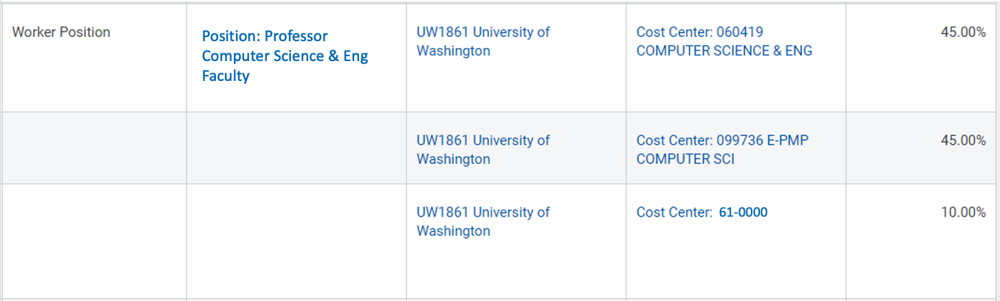 Worker Position
Position: Professor
Computer Science & Eng
Faculty
UW1861 University of
Washington
Cost Center: 060419
COMPUTER SCIENCE & ENG
45.00%
UW1861 University of
Washington
Cost Center: 099736 E-PMP
COMPUTER SCI
45.00%
UW1861 University of
Washington
Cost Center: 61-0000
10.00%